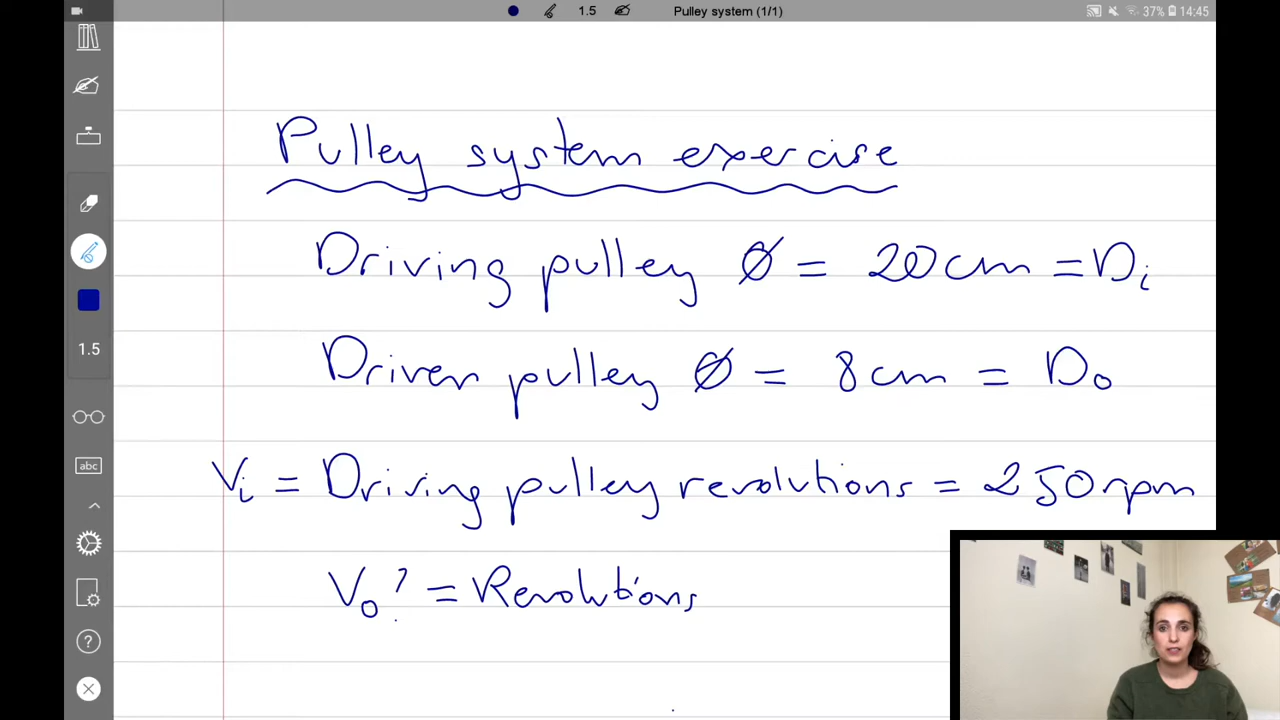 1.5
Pulley system (1/1)
37% 14:45
Pulley system exercise
Driving pulley Ø = 20cm = Di
Driven pulley Ø = 8cm = Do
1.5
abc
Vi = Driving pulley revolutions = 250rpm
Vo? = Revolutions
?